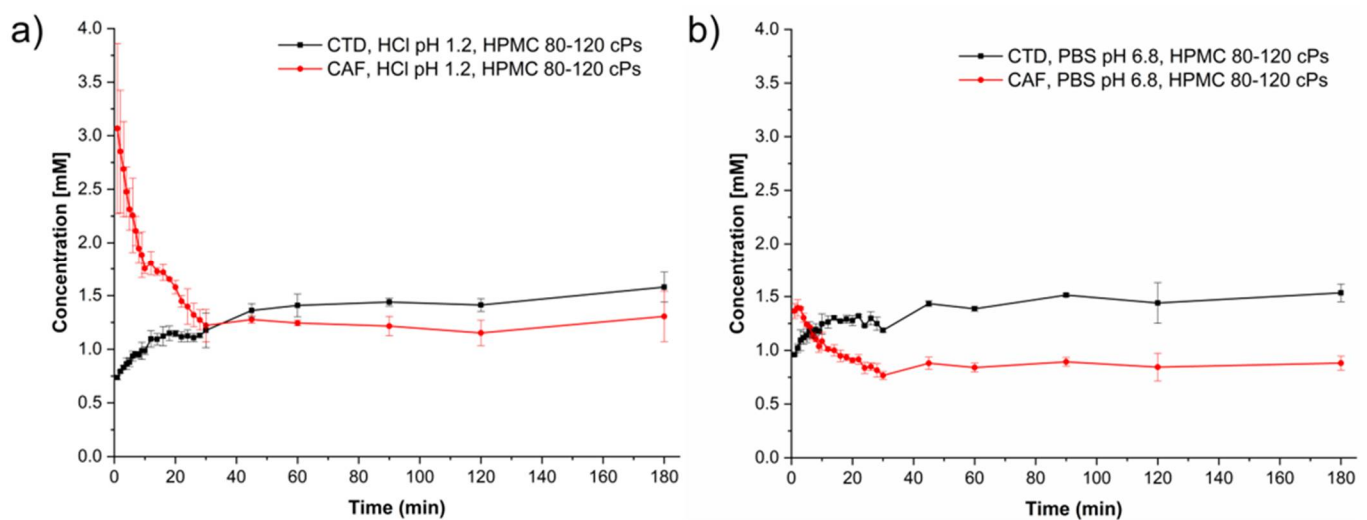 a)
CTD, HCl pH 1.2, HPMC 80-120 cPs
CAF, HCl pH 1.2, HPMC 80-120 cPs
4.0
3.5
3.0
2.5
2.0
1.5
1.0
0.5
0.0
Concentration [mM]
0 20 40 60 80 100 120 140 160 180
Time (min)
b)
CTD, PBS pH 6.8, HPMC 80-120 cPs
CAF, PBS pH 6.8, HPMC 80-120 cPs
4.0
3.5
3.0
2.5
2.0
1.5
1.0
0.5
0.0
Concentration [mM]
0 20 40 60 80 100 120 140 160 180
Time (min)